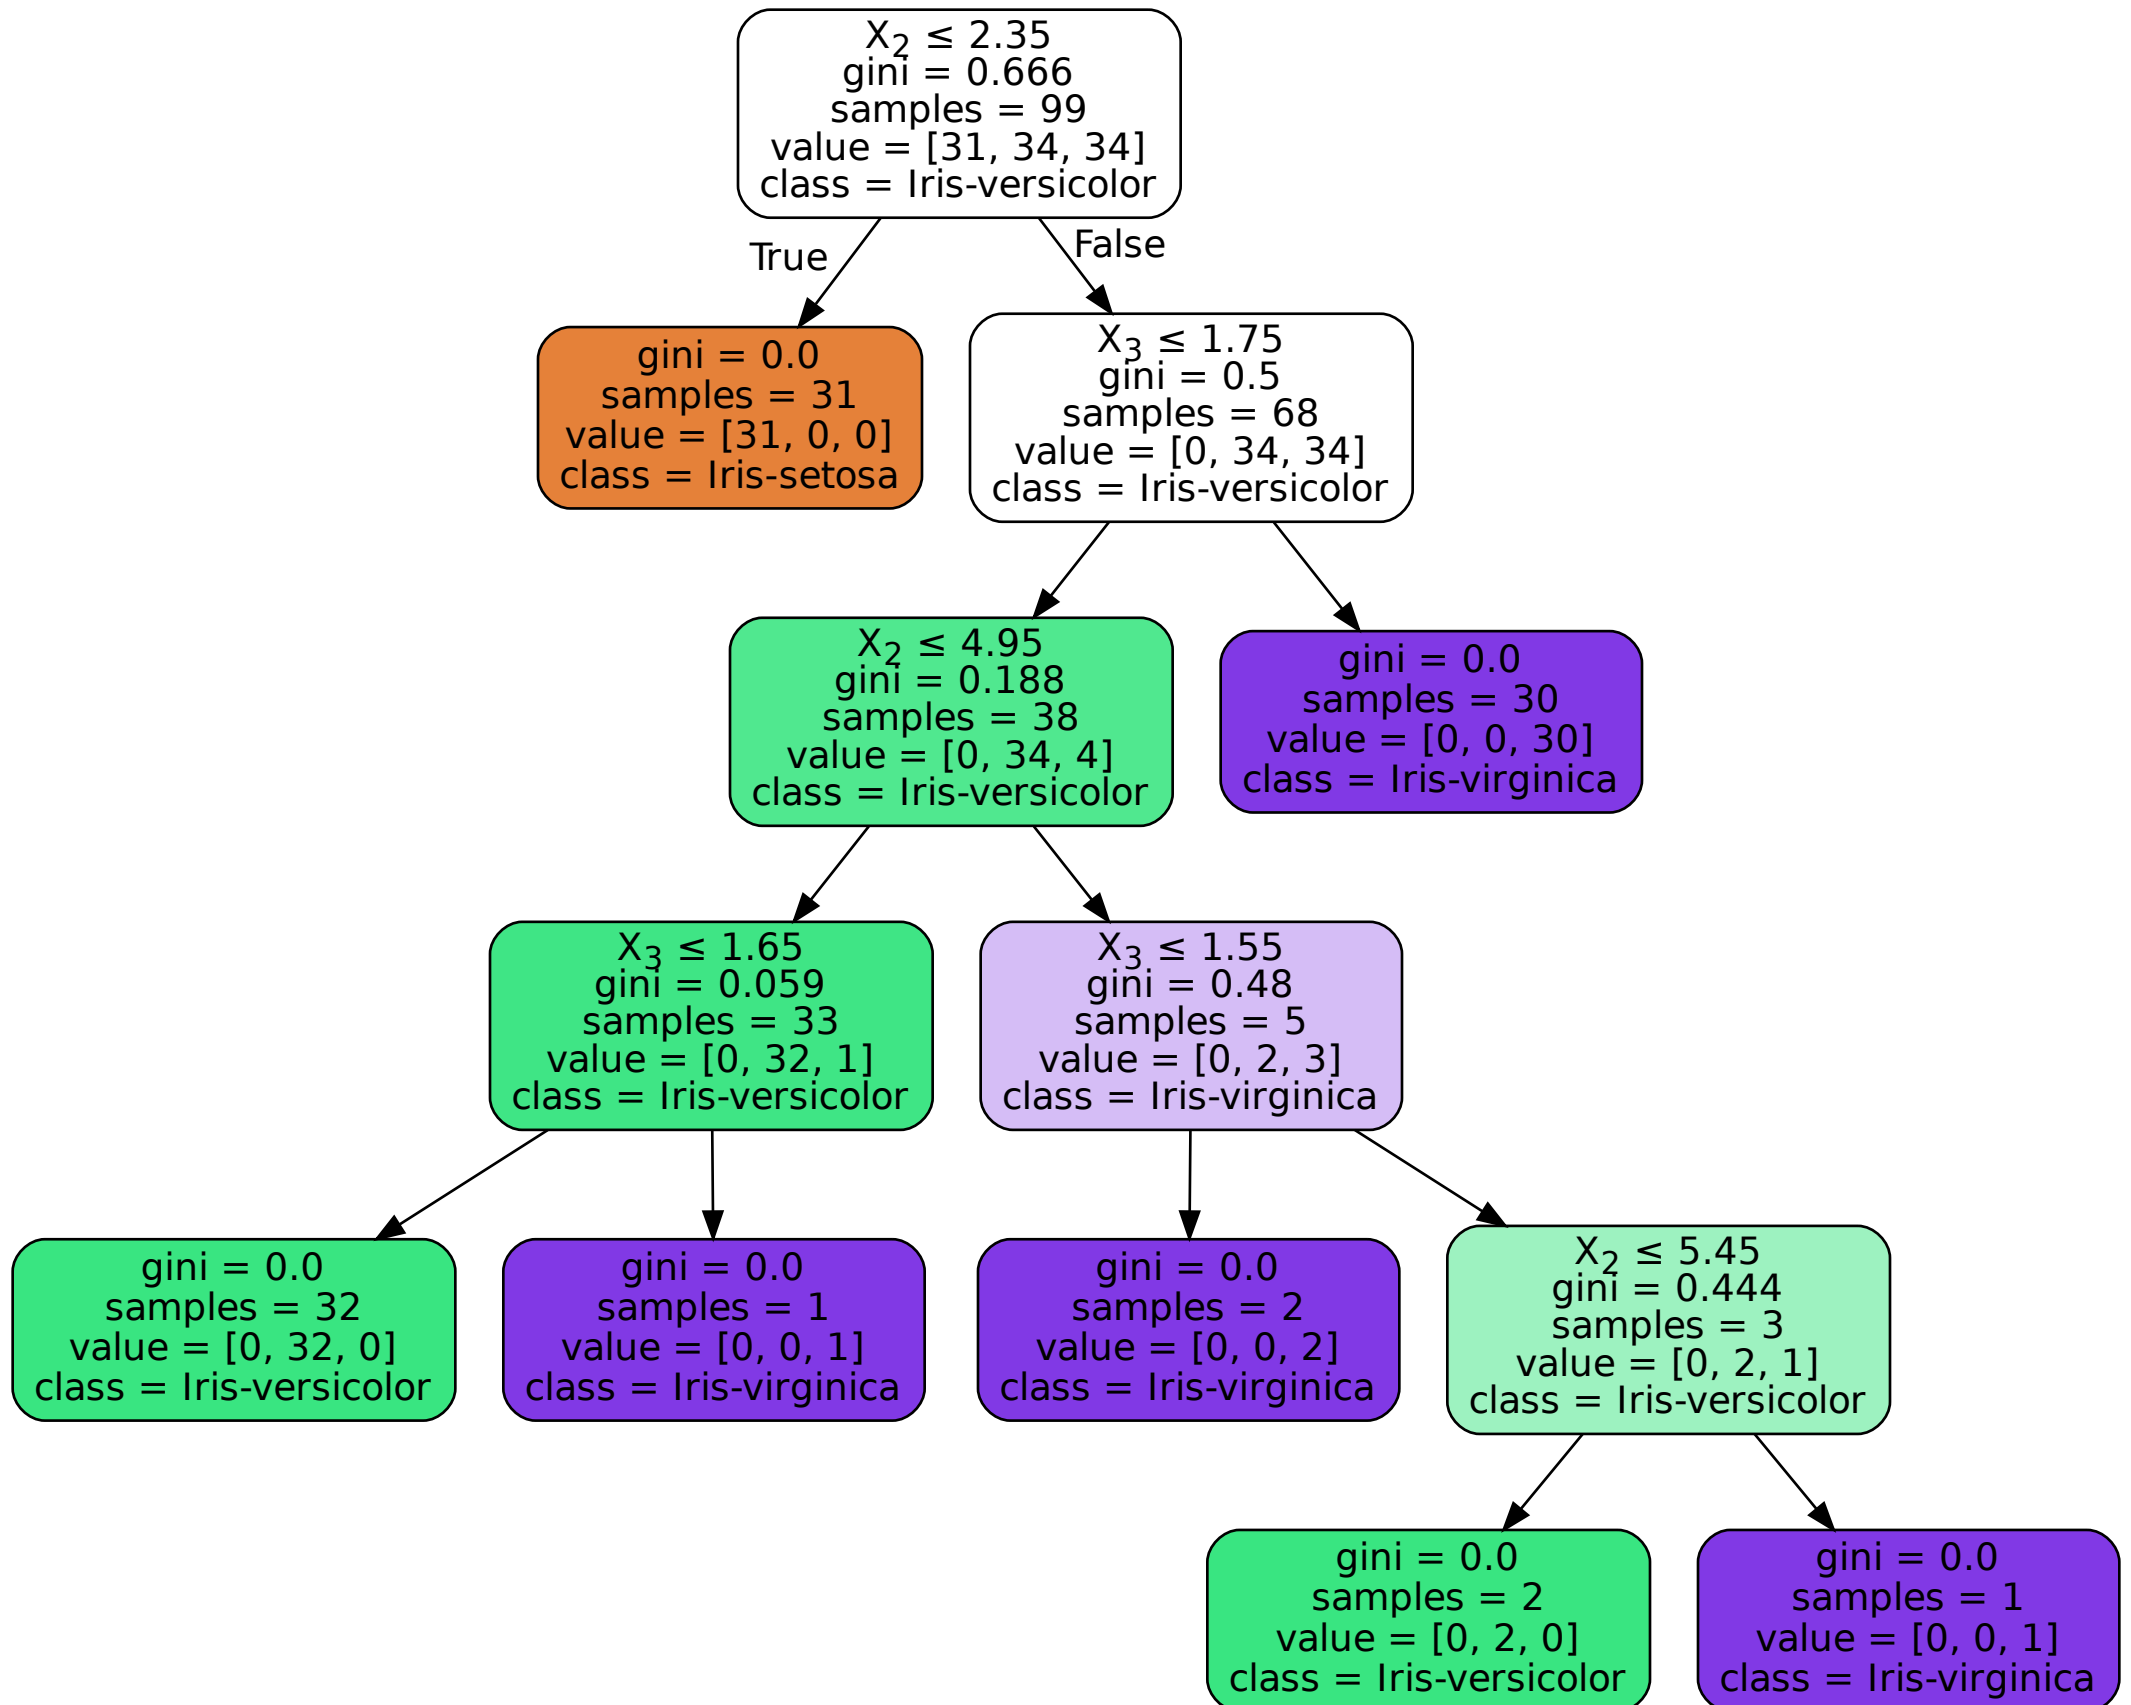 X₂ ≤ 2.35
gini = 0.666
samples = 99
value = [31, 34, 34]
class = Iris-versicolor
True
False
gini = 0.0
samples = 31
value = [31, 0, 0]
class = Iris-setosa
X₃ ≤ 1.75
gini = 0.5
samples = 68
value = [0, 34, 34]
class = Iris-versicolor
X₂ ≤ 4.95
gini = 0.188
samples = 38
value = [0, 34, 4]
class = Iris-versicolor
gini = 0.0
samples = 30
value = [0, 0, 30]
class = Iris-virginica
X₃ ≤ 1.65
gini = 0.059
samples = 33
value = [0, 32, 1]
class = Iris-versicolor
X₃ ≤ 1.55
gini = 0.48
samples = 5
value = [0, 2, 3]
class = Iris-virginica
gini = 0.0
samples = 32
value = [0, 32, 0]
class = Iris-versicolor
gini = 0.0
samples = 1
value = [0, 0, 1]
class = Iris-virginica
gini = 0.0
samples = 2
value = [0, 0, 2]
class = Iris-virginica
X₂ ≤ 5.45
gini = 0.444
samples = 3
value = [0, 2, 1]
class = Iris-versicolor
gini = 0.0
samples = 2
value = [0, 2, 0]
class = Iris-versicolor
gini = 0.0
samples = 1
value = [0, 0, 1]
class = Iris-virginica